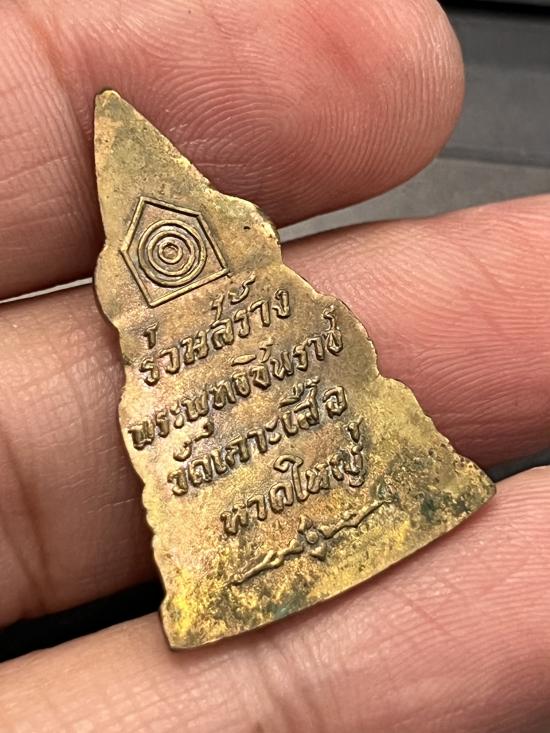 ร่วมสร้าง
พระพุทธชินราช
วัดเกาะเสือ
หาดใหญ่